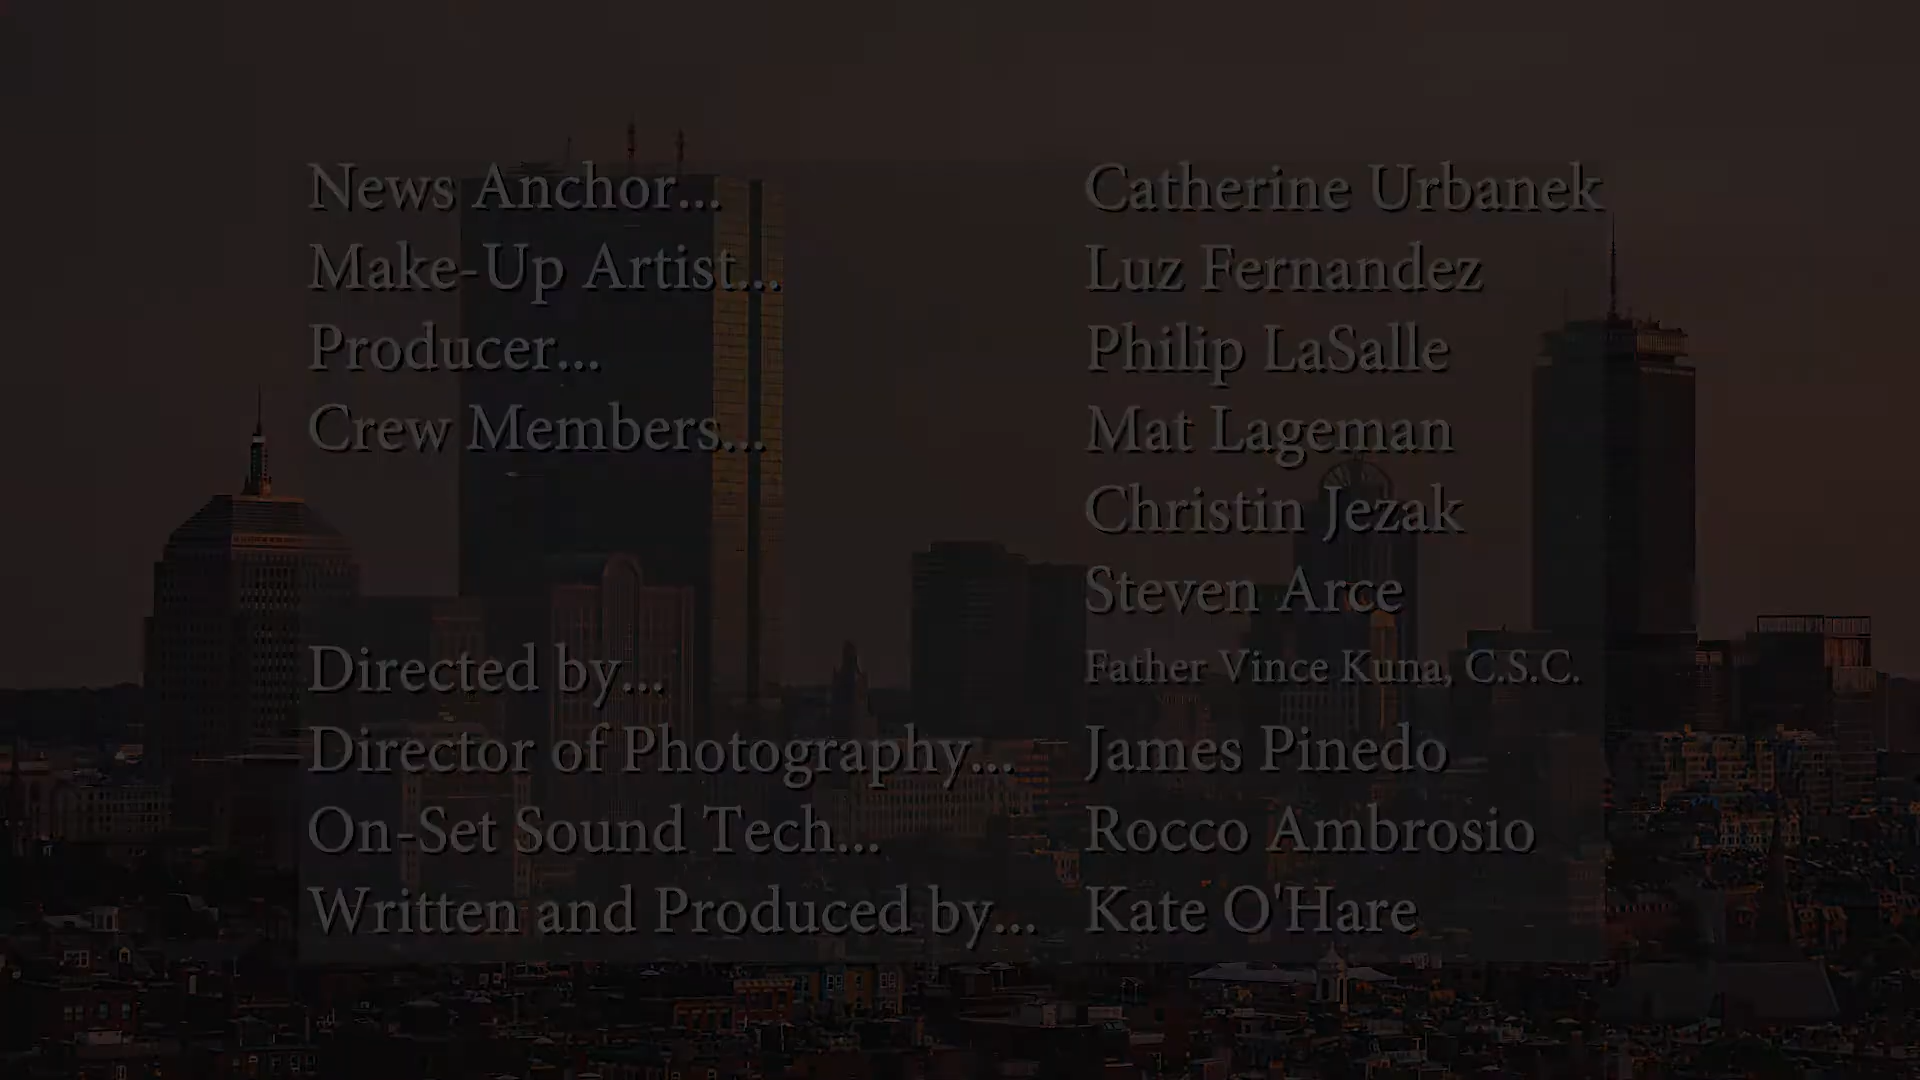 News Anchor... Catherine Urbanek
Make-Up Artist... Luz Fernandez
Producer... Philip LaSalle
Crew Members... Mat Lageman
Christin Jezak
Steven Arce
Directed by... Father Vince Kuna, C.S.C.
Director of Photography... James Pinedo
On-Set Sound Tech... Rocco Ambrosio
Written and Produced by... Kate O'Hare